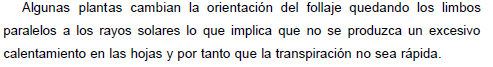 Algunas plantas cambian la orientación del follaje quedando los limbos
paralelos a los rayos solares lo que implica que no se produzca un excesivo
calentamiento en las hojas y por tanto que la transpiración no sea rápida.